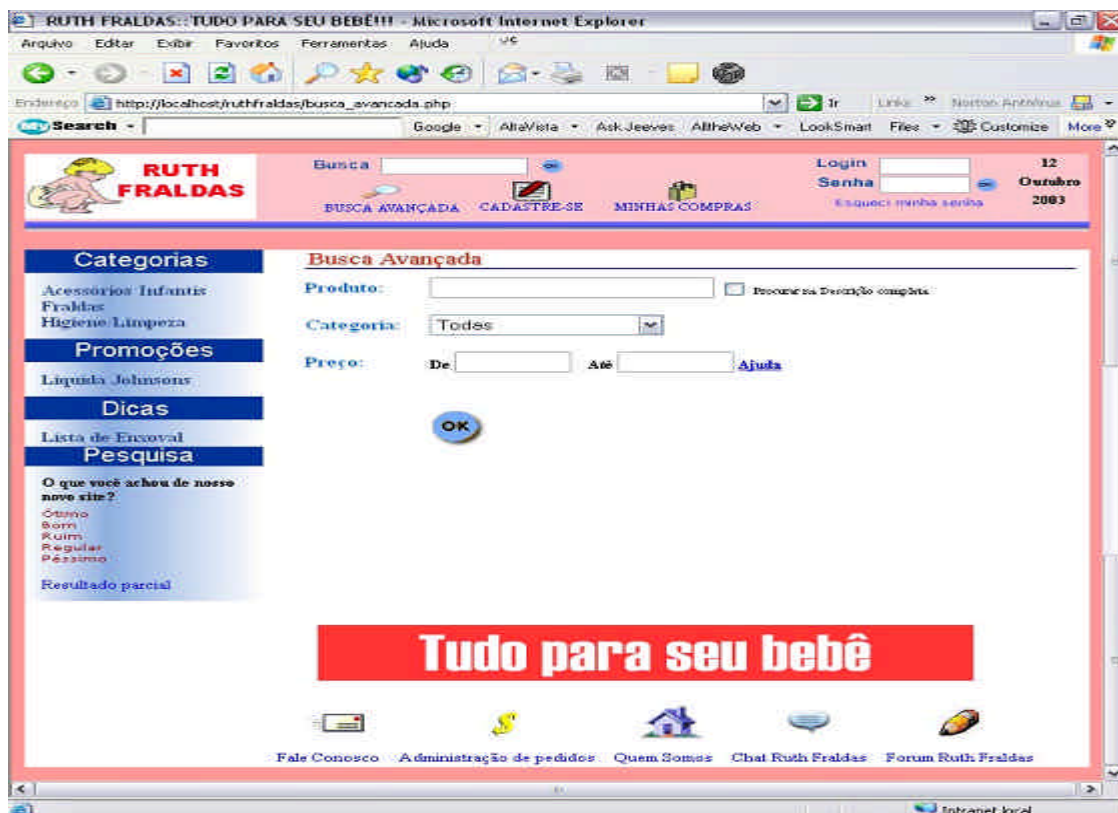 RUTH FRALDAS::TUDO PARA SEU BEBÊ!!! - Microsoft Internet Explorer
Arquivo Editar Exibir Favoritos Ferramentas Ajuda
Endereço http://localhost/ruthfraldas/busca_avancada.php Ir Links Norton Antivirus
Search Google AltaVista Ask Jeeves AlltheWeb LookSmart Files Customize More
RUTH FRALDAS
Busca
BUSCA AVANÇADA CADASTRE-SE MINHAS COMPRAS
Login
Senha
Esqueci minha senha
12
Outubro
2003
Categorias
Acessórios Infantis
Fraldas
Higiene/Limpeza
Promoções
Liquida Johnsons
Dicas
Lista de Enxoval
Pesquisa
O que você achou de nosso
novo site?
Ótimo
Bom
Ruim
Regular
Péssimo
Resultado parcial
Busca Avançada
Produto: Procurar na Descrição completa
Categoria: Todas
Preço: De Até Ajuda
OK
Tudo para seu bebê
Fale Conosco Administração de pedidos Quem Somos Chat Ruth Fraldas Forum Ruth Fraldas
Intranet local